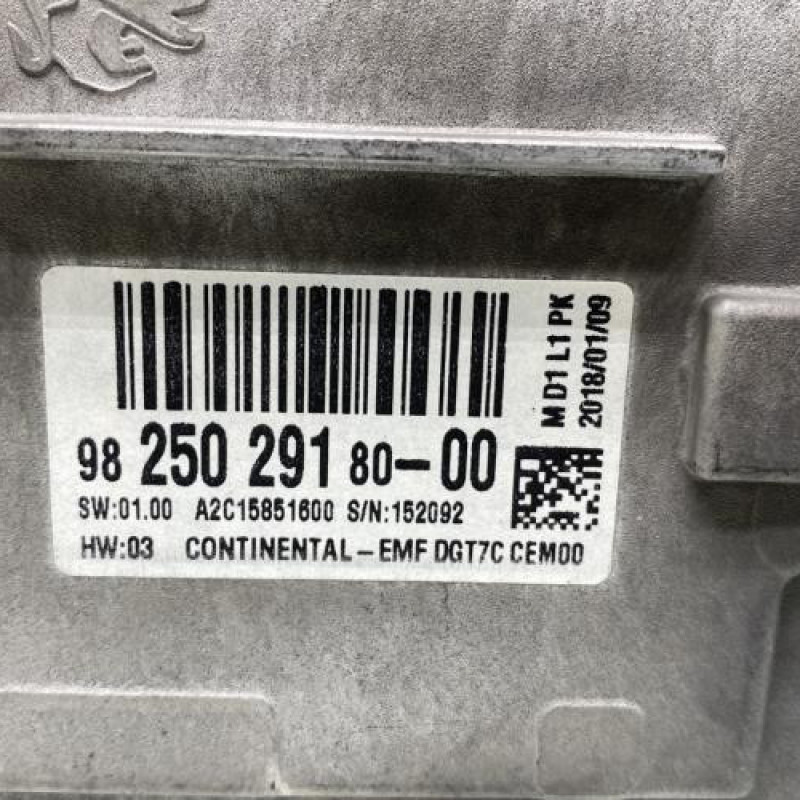 98 250 291 80-00
SW:01.00 A2C15851600 S/N:152092
HW:03 CONTINENTAL-EMF DGT7C CEM00
M D1 L1 PK
2018/01/09